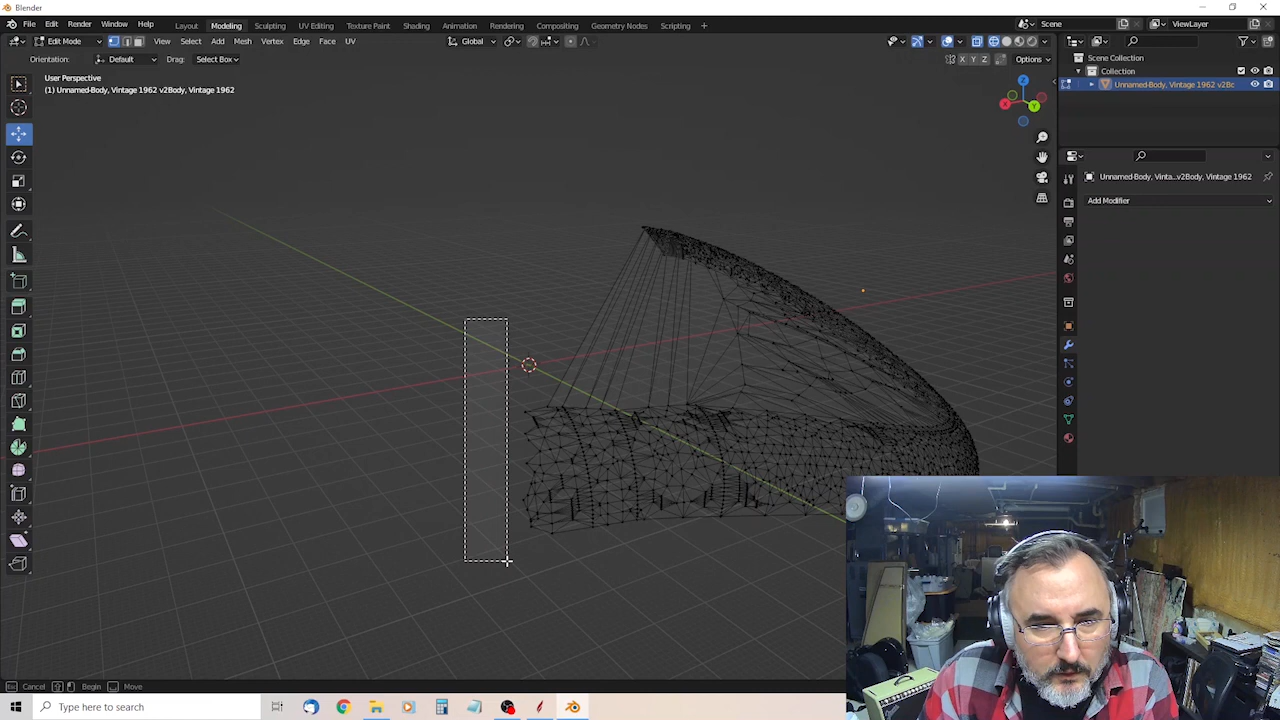 Blender
File Edit Render Window Help Layout Modeling Sculpting UV Editing Texture Paint Shading Animation Rendering Compositing Geometry Nodes Scripting + Scene ViewLayer
Edit Mode View Select Add Mesh Vertex Edge Face UV Global
Orientation: Default Drag: Select Box X Y Z Options
User Perspective
(1) Unnamed-Body, Vintage 1962 v2Body, Vintage 1962
Z
X
Y
Scene Collection
Collection
Unnamed-Body, Vintage 1962 v2Bc
Unnamed-Body, Vinta...v2Body, Vintage 1962
Add Modifier
Cancel Begin Move
Type here to search